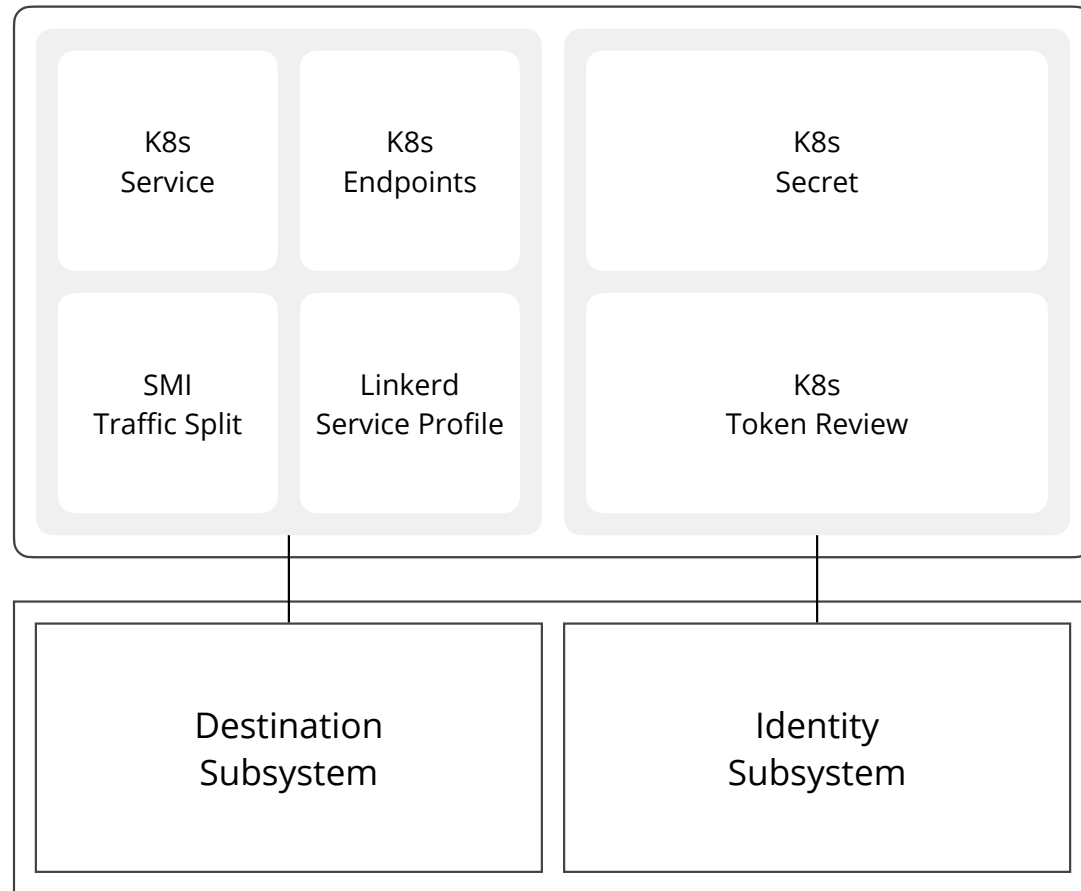 K8s
Service
K8s
Endpoints
K8s
Secret
SMI
Traffic Split
Linkerd
Service Profile
K8s
Token Review
Destination
Subsystem
Identity
Subsystem